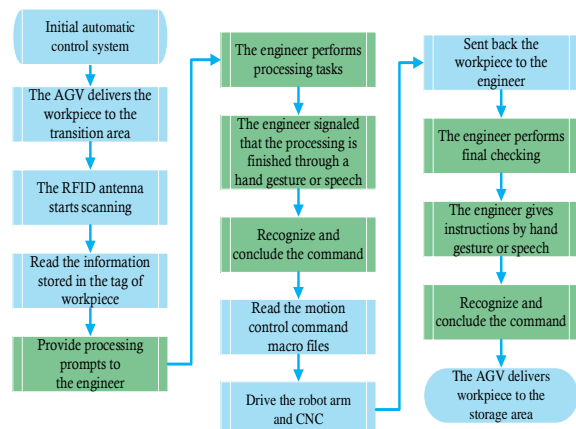 Initial automatic
control system
The AGV delivers the
workpiece to the
transition area
The RFID antenna
starts scanning
Read the information
stored in the tag of
workpiece
Provide processing
prompts to
the engineer
The engineer performs
processing tasks
The engineer signaled
that the processing is
finished through a
hand gesture or speech
Recognize and
conclude the command
Read the motion
control command
macro files
Drive the robot arm
and CNC
Sent back the
workpiece to the
engineer
The engineer performs
final checking
The engineer gives
instructions by hand
gesture or speech
Recognize and
conclude the command
The AGV delivers
workpiece to the
storage area